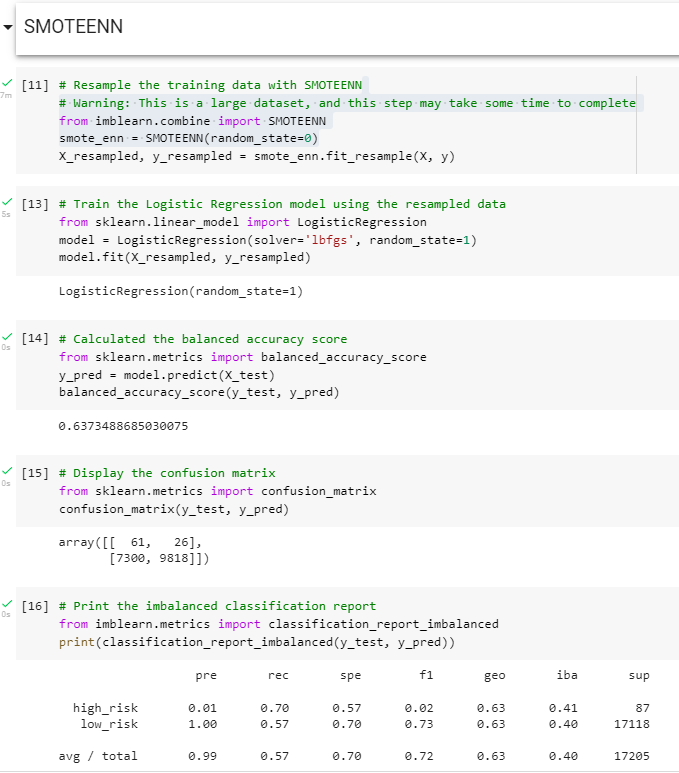 SMOTEENN
[11] # Resample the training data with SMOTEENN
7m
# Warning: This is a large dataset, and this step may take some time to complete
from imblearn.combine import SMOTEENN
smote_enn = SMOTEENN(random_state=0)
X_resampled, y_resampled = smote_enn.fit_resample(X, y)
[13] # Train the Logistic Regression model using the resampled data
5s
from sklearn.linear_model import LogisticRegression
model = LogisticRegression(solver='lbfgs', random_state=1)
model.fit(X_resampled, y_resampled)
LogisticRegression(random_state=1)
[14] # Calculated the balanced accuracy score
0s
from sklearn.metrics import balanced_accuracy_score
y_pred = model.predict(X_test)
balanced_accuracy_score(y_test, y_pred)
0.6373488685030075
[15] # Display the confusion matrix
0s
from sklearn.metrics import confusion_matrix
confusion_matrix(y_test, y_pred)
array([[  61,   26],
       [7300, 9818]])
[16] # Print the imbalanced classification report
0s
from imblearn.metrics import classification_report_imbalanced
print(classification_report_imbalanced(y_test, y_pred))
pre rec spe f1 geo iba sup
high_risk 0.01 0.70 0.57 0.02 0.63 0.41 87
low_risk 1.00 0.57 0.70 0.73 0.63 0.40 17118
avg / total 0.99 0.57 0.70 0.72 0.63 0.40 17205